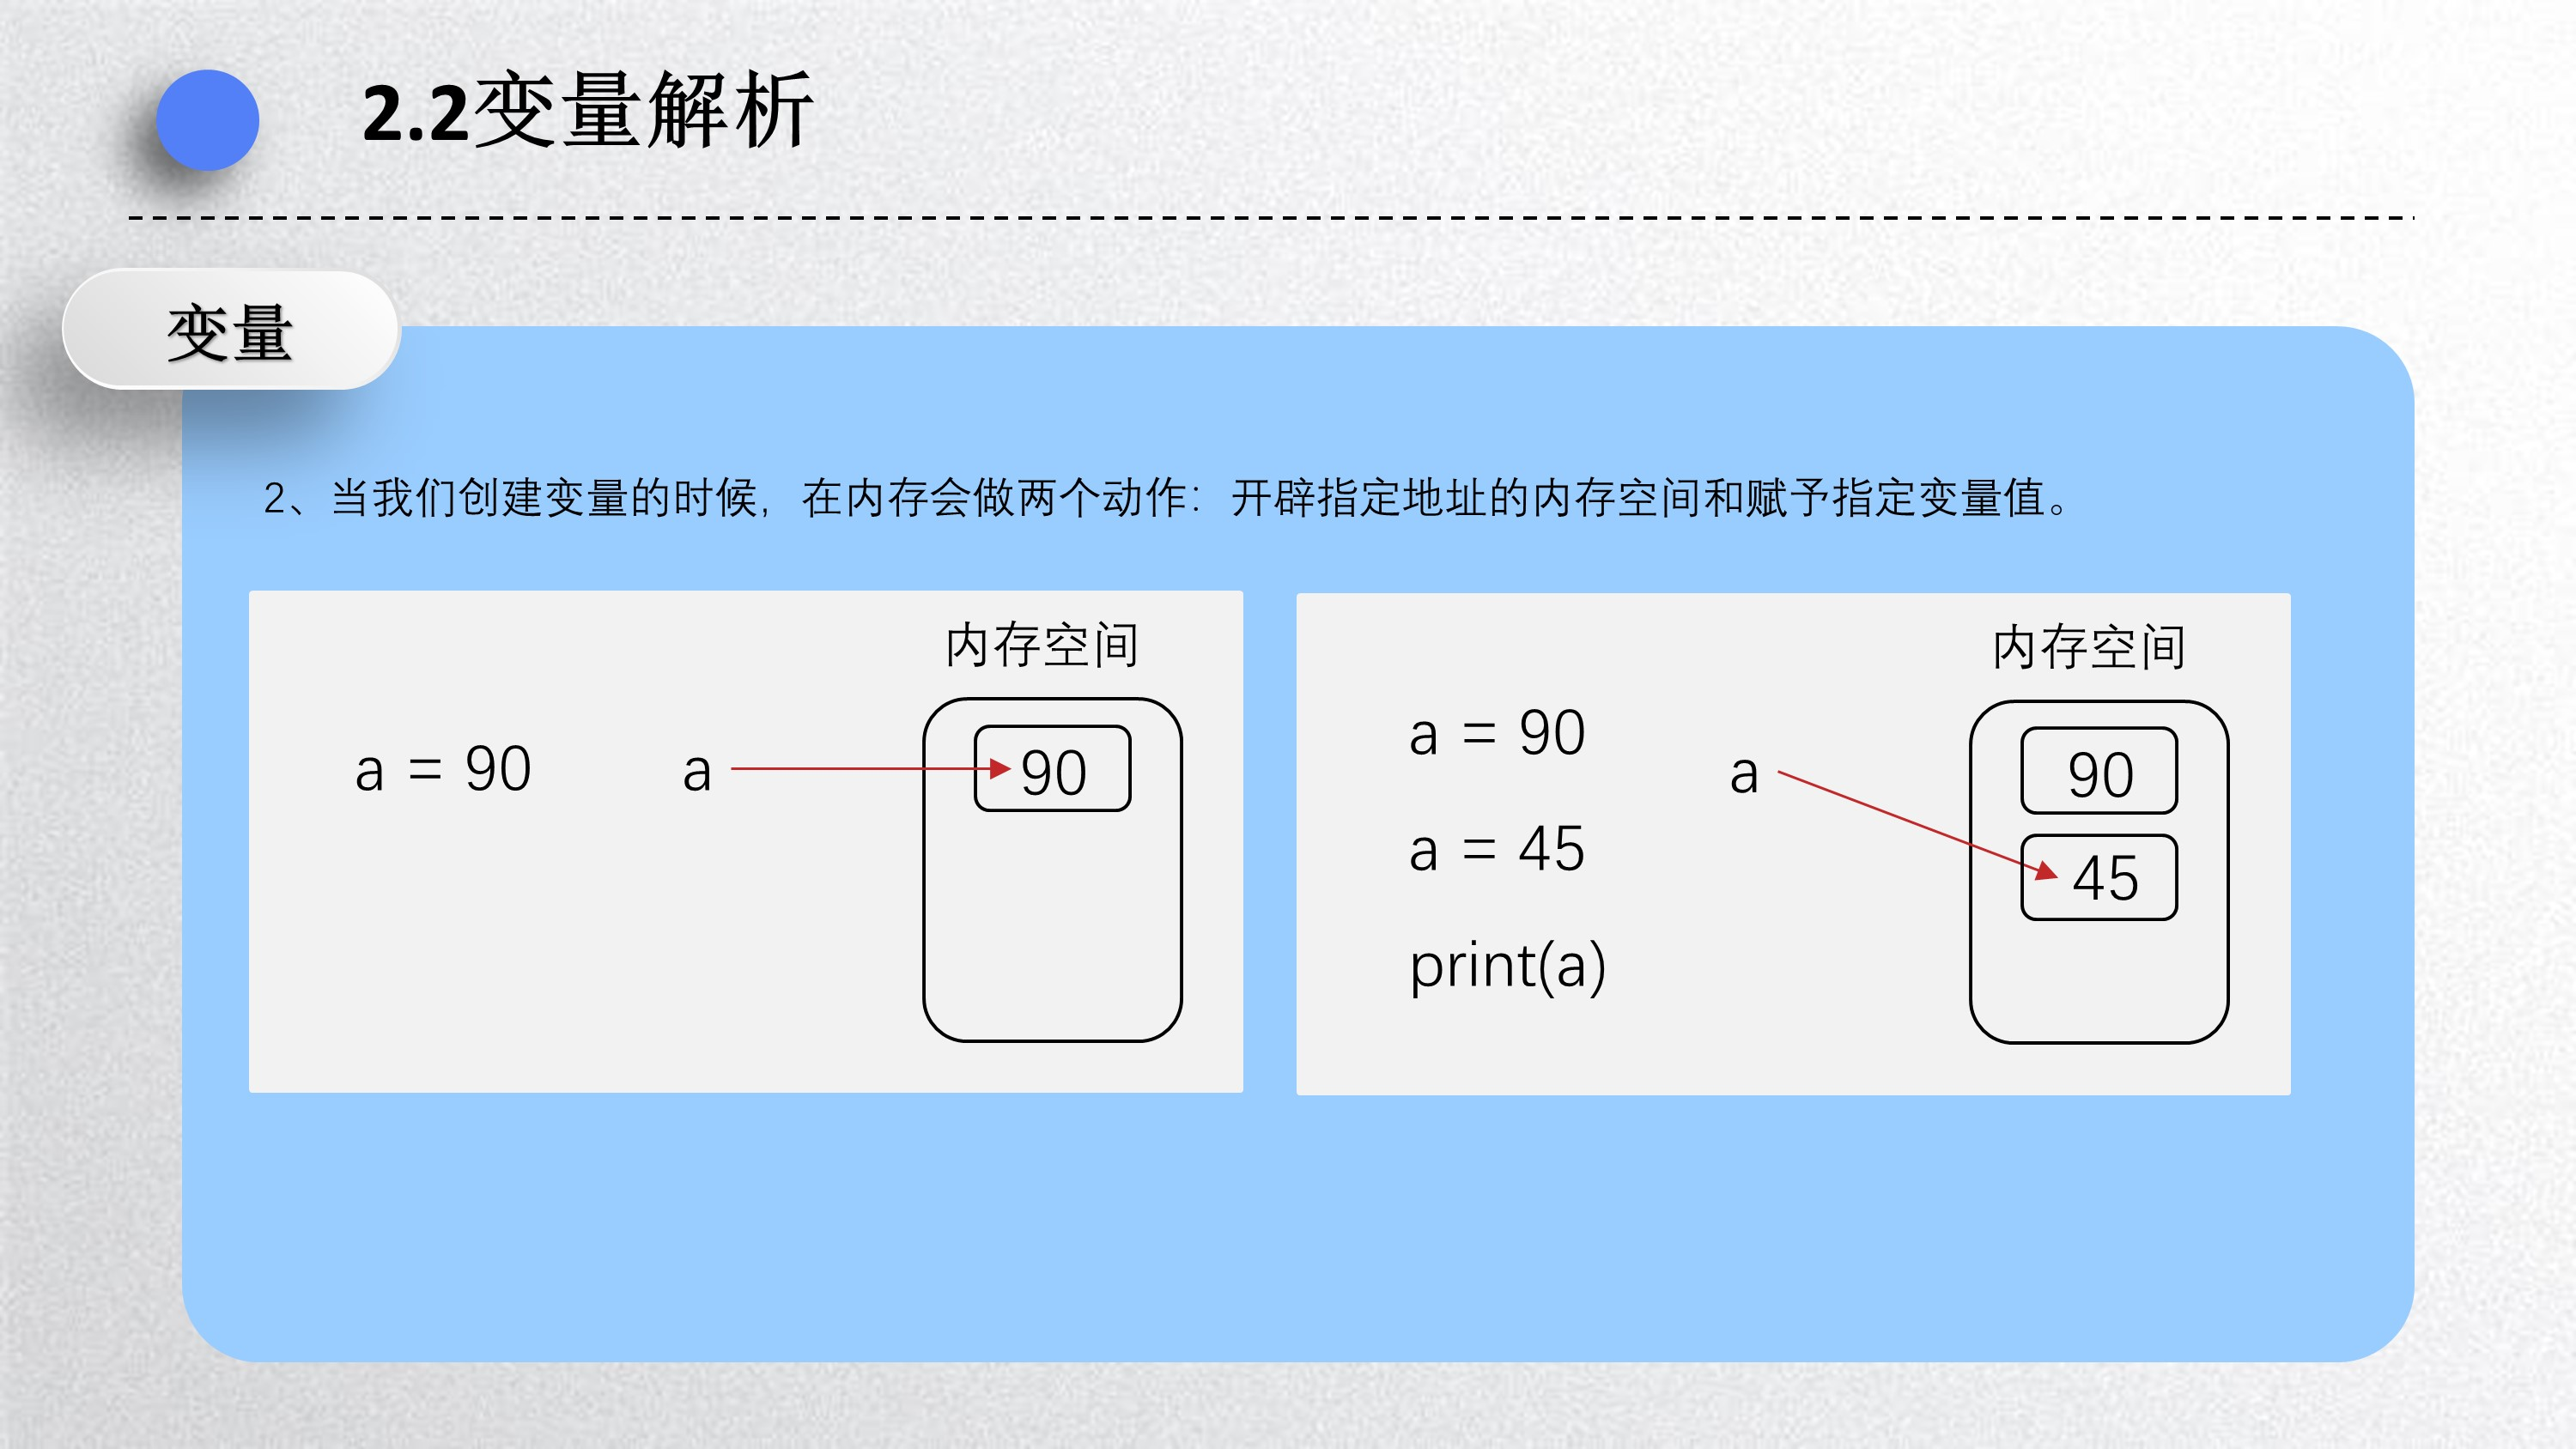 2.2变量解析
变量
2、当我们创建变量的时候，在内存会做两个动作：开辟指定地址的内存空间和赋予指定变量值。
内存空间
a = 90
a
90
内存空间
a = 90
a
90
a = 45
45
print(a)